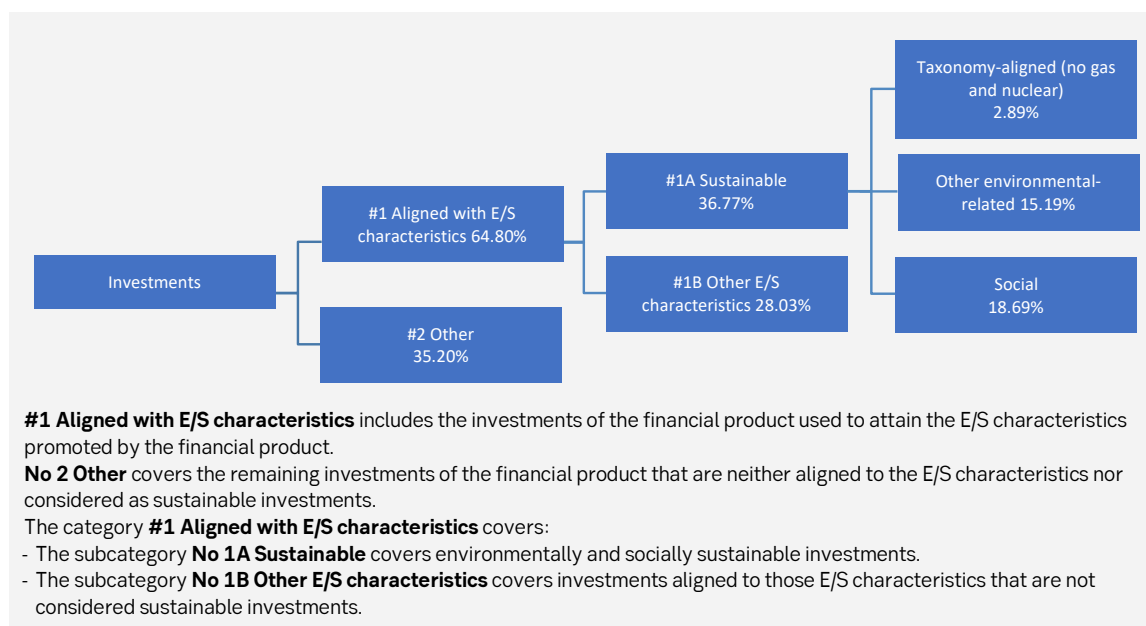 Investments
#1 Aligned with E/S
characteristics 64.80%
#2 Other
35.20%
#1A Sustainable
36.77%
#1B Other E/S
characteristics 28.03%
Taxonomy-aligned (no gas
and nuclear)
2.89%
Other environmental-
related 15.19%
Social
18.69%
#1 Aligned with E/S characteristics includes the investments of the financial product used to attain the E/S characteristics
promoted by the financial product.
No 2 Other covers the remaining investments of the financial product that are neither aligned to the E/S characteristics nor
considered as sustainable investments.
The category #1 Aligned with E/S characteristics covers:
- The subcategory No 1A Sustainable covers environmentally and socially sustainable investments.
- The subcategory No 1B Other E/S characteristics covers investments aligned to those E/S characteristics that are not
considered sustainable investments.